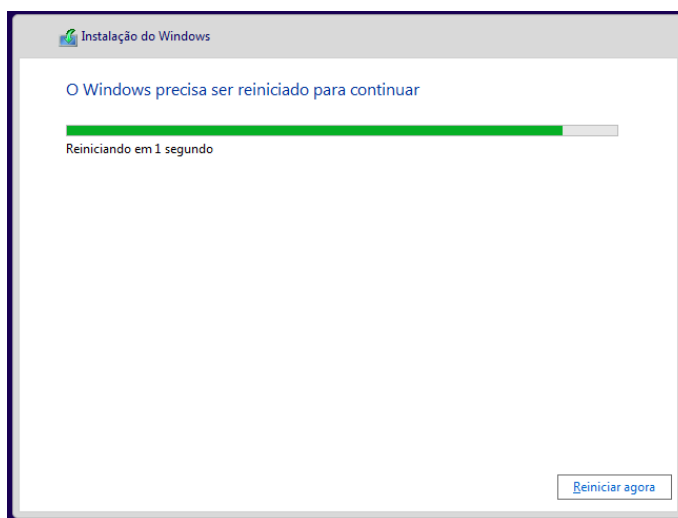 Instalação do Windows
O Windows precisa ser reiniciado para continuar
Reiniciando em 1 segundo
Reiniciar agora